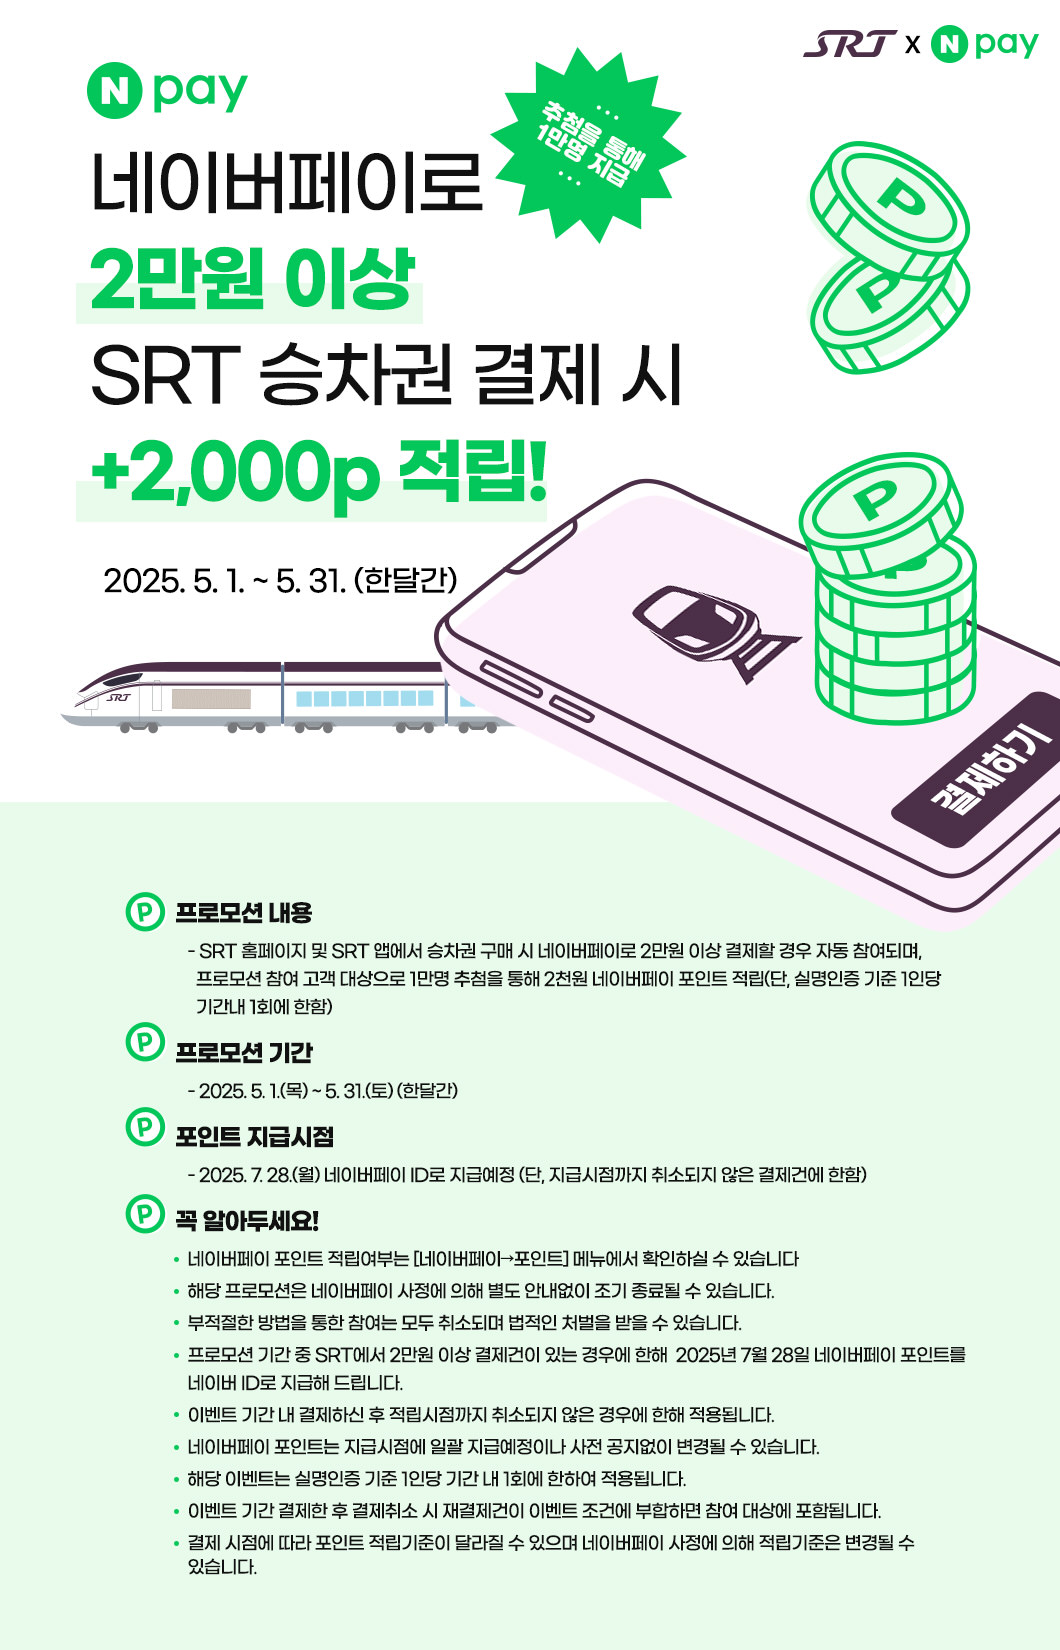 SRT X N pay
N pay
추첨을 통해
1만명 지급
네이버페이로
2만원 이상
SRT 승차권 결제 시
+2,000p 적립!
2025. 5. 1. ~ 5. 31. (한달간)
P
P
P
P
SRT
결제하기
P 프로모션 내용
- SRT 홈페이지 및 SRT 앱에서 승차권 구매 시 네이버페이로 2만원 이상 결제할 경우 자동 참여되며,
프로모션 참여 고객 대상으로 1만명 추첨을 통해 2천원 네이버페이 포인트 적립(단, 실명인증 기준 1인당
기간내 1회에 한함)
P 프로모션 기간
- 2025. 5. 1.(목) ~ 5. 31.(토) (한달간)
P 포인트 지급시점
- 2025. 7. 28.(월) 네이버페이 ID로 지급예정 (단, 지급시점까지 취소되지 않은 결제건에 한함)
P 꼭 알아두세요!
• 네이버페이 포인트 적립여부는 [네이버페이→포인트] 메뉴에서 확인하실 수 있습니다
• 해당 프로모션은 네이버페이 사정에 의해 별도 안내없이 조기 종료될 수 있습니다.
• 부적절한 방법을 통한 참여는 모두 취소되며 법적인 처벌을 받을 수 있습니다.
• 프로모션 기간 중 SRT에서 2만원 이상 결제건이 있는 경우에 한해 2025년 7월 28일 네이버페이 포인트를
네이버 ID로 지급해 드립니다.
• 이벤트 기간 내 결제하신 후 적립시점까지 취소되지 않은 경우에 한해 적용됩니다.
• 네이버페이 포인트는 지급시점에 일괄 지급예정이나 사전 공지없이 변경될 수 있습니다.
• 해당 이벤트는 실명인증 기준 1인당 기간 내 1회에 한하여 적용됩니다.
• 이벤트 기간 결제한 후 결제취소 시 재결제건이 이벤트 조건에 부합하면 참여 대상에 포함됩니다.
• 결제 시점에 따라 포인트 적립기준이 달라질 수 있으며 네이버페이 사정에 의해 적립기준은 변경될 수
있습니다.